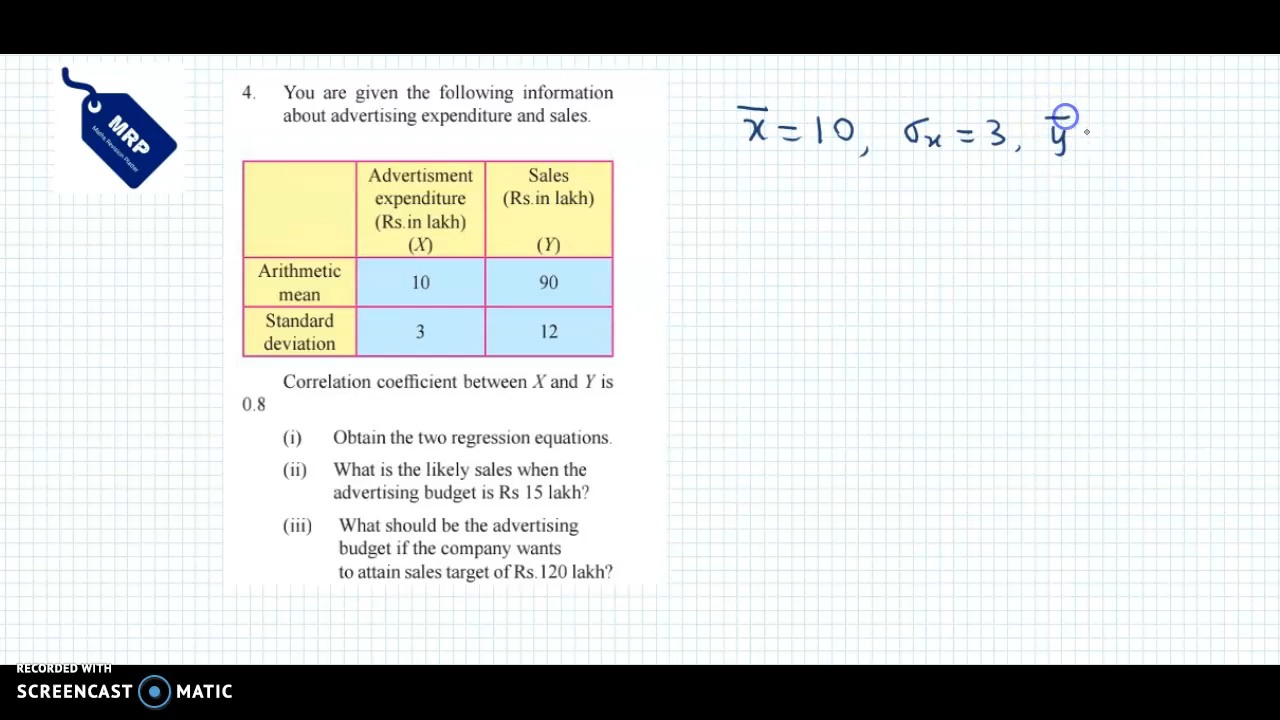 MRP
Maths Revision Platter
4. You are given the following information
about advertising expenditure and sales.
Advertisment
expenditure
(Rs.in lakh)
(X)
Sales
(Rs.in lakh)
(Y)
Arithmetic
mean
10
90
Standard
deviation
3
12
Correlation coefficient between X and Y is
0.8
(i) Obtain the two regression equations.
(ii) What is the likely sales when the
advertising budget is Rs 15 lakh?
(iii) What should be the advertising
budget if the company wants
to attain sales target of Rs.120 lakh?
x̄ = 10, σx = 3, ȳ
RECORDED WITH
SCREENCAST MATIC